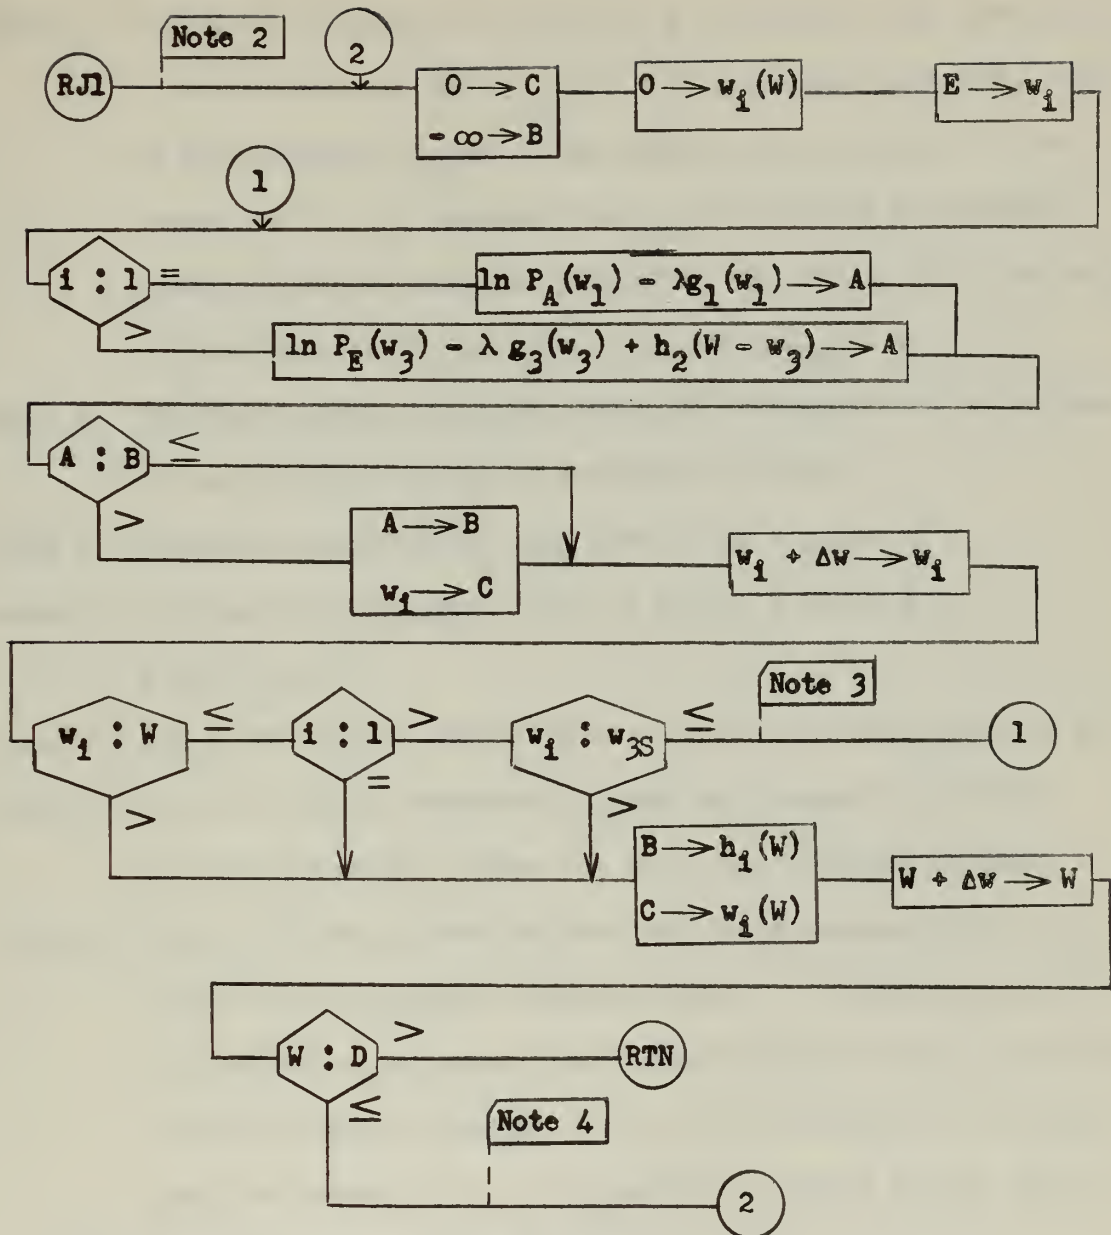 Note 2
2
RJ1
O → C
- ∞ → B
O → w_i(W)
E → w_i
1
i : 1
=
ln P_A(w_1) - λg_1(w_1) → A
>
ln P_E(w_3) - λ g_3(w_3) + h_2(W - w_3) → A
A : B
≤
>
A → B
w_i → C
w_i + Δw → w_i
Note 3
w_i : W
≤
i : 1
>
w_i : w_3S
≤
1
=
>
>
B → h_i(W)
C → w_i(W)
W + Δw → W
W : D
>
RTN
≤
Note 4
2